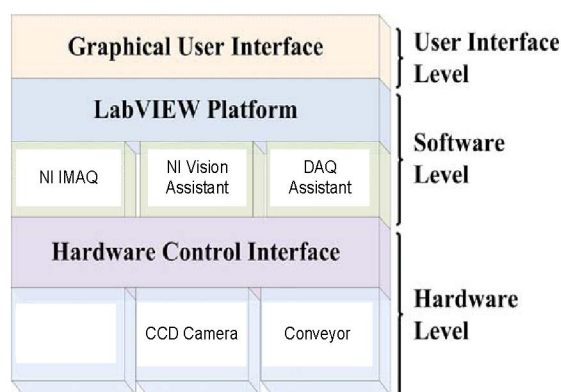 Graphical User Interface
User Interface
Level
LabVIEW Platform
NI IMAQ
NI Vision
Assistant
DAQ
Assistant
Software
Level
Hardware Control Interface
CCD Camera
Conveyor
Hardware
Level